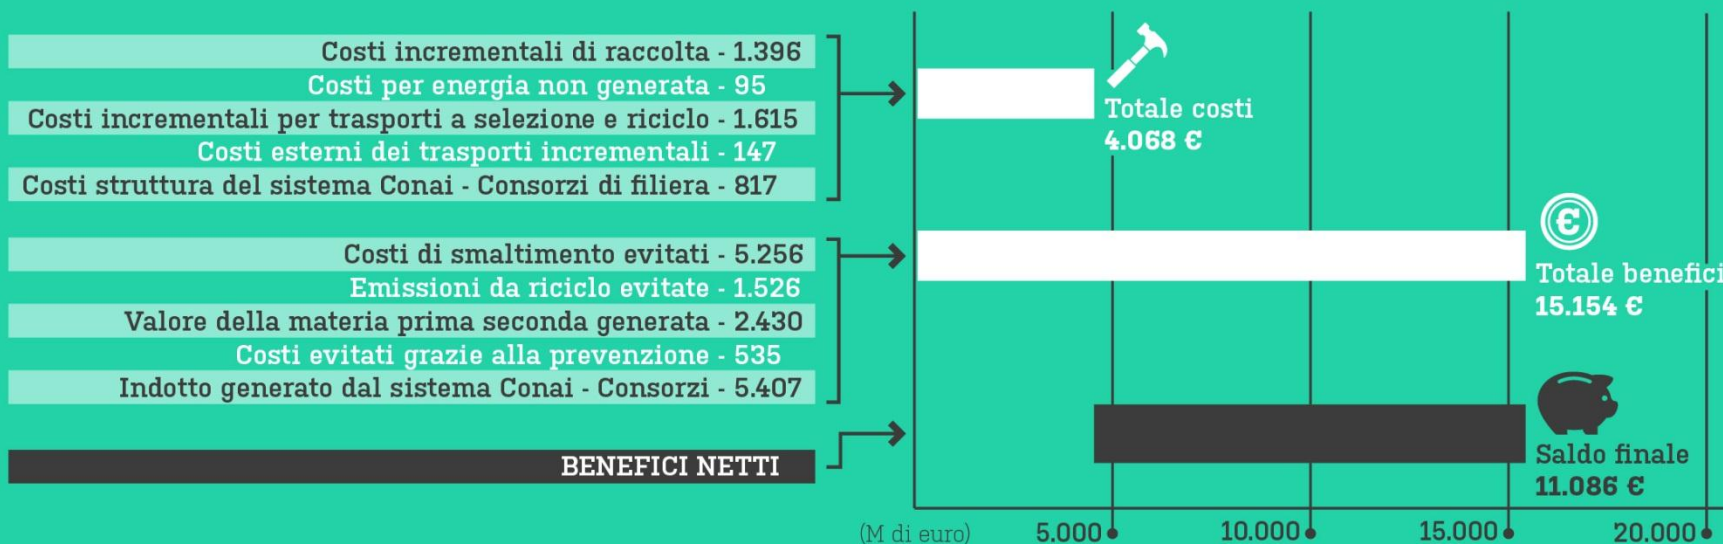 Costi incrementali di raccolta - 1.396
Costi per energia non generata - 95
Costi incrementali per trasporti a selezione e riciclo - 1.615
Costi esterni dei trasporti incrementali - 147
Costi struttura del sistema Conai - Consorzi di filiera - 817
Totale costi
4.068 €
Costi di smaltimento evitati - 5.256
Emissioni da riciclo evitate - 1.526
Valore della materia prima seconda generata - 2.430
Costi evitati grazie alla prevenzione - 535
Indotto generato dal sistema Conai - Consorzi - 5.407
€
Totale benefici
15.154 €
BENEFICI NETTI
Saldo finale
11.086 €
(M di euro) 5.000 10.000 15.000 20.000